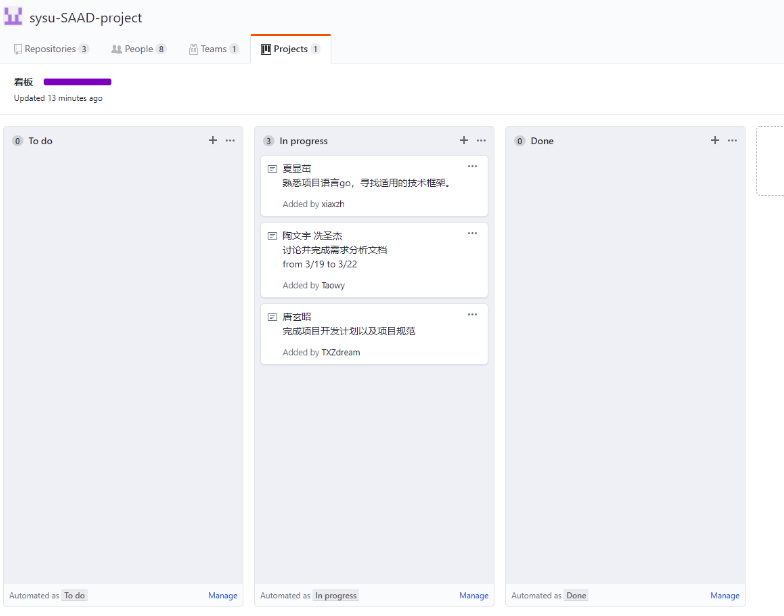 sysu-SAAD-project
Repositories 3 People 8 Teams 1 Projects 1
看板
Updated 13 minutes ago
0 To do
3 In progress
0 Done
夏显茁
熟悉项目语言go，寻找适用的技术框架。
Added by xiaxzh
陶文宇 冼圣杰
讨论并完成需求分析文档
from 3/19 to 3/22
Added by Taowy
唐玄昭
完成项目开发计划以及项目规范
Added by TXZdream
Automated as To do Manage
Automated as In progress Manage
Automated as Done Manage